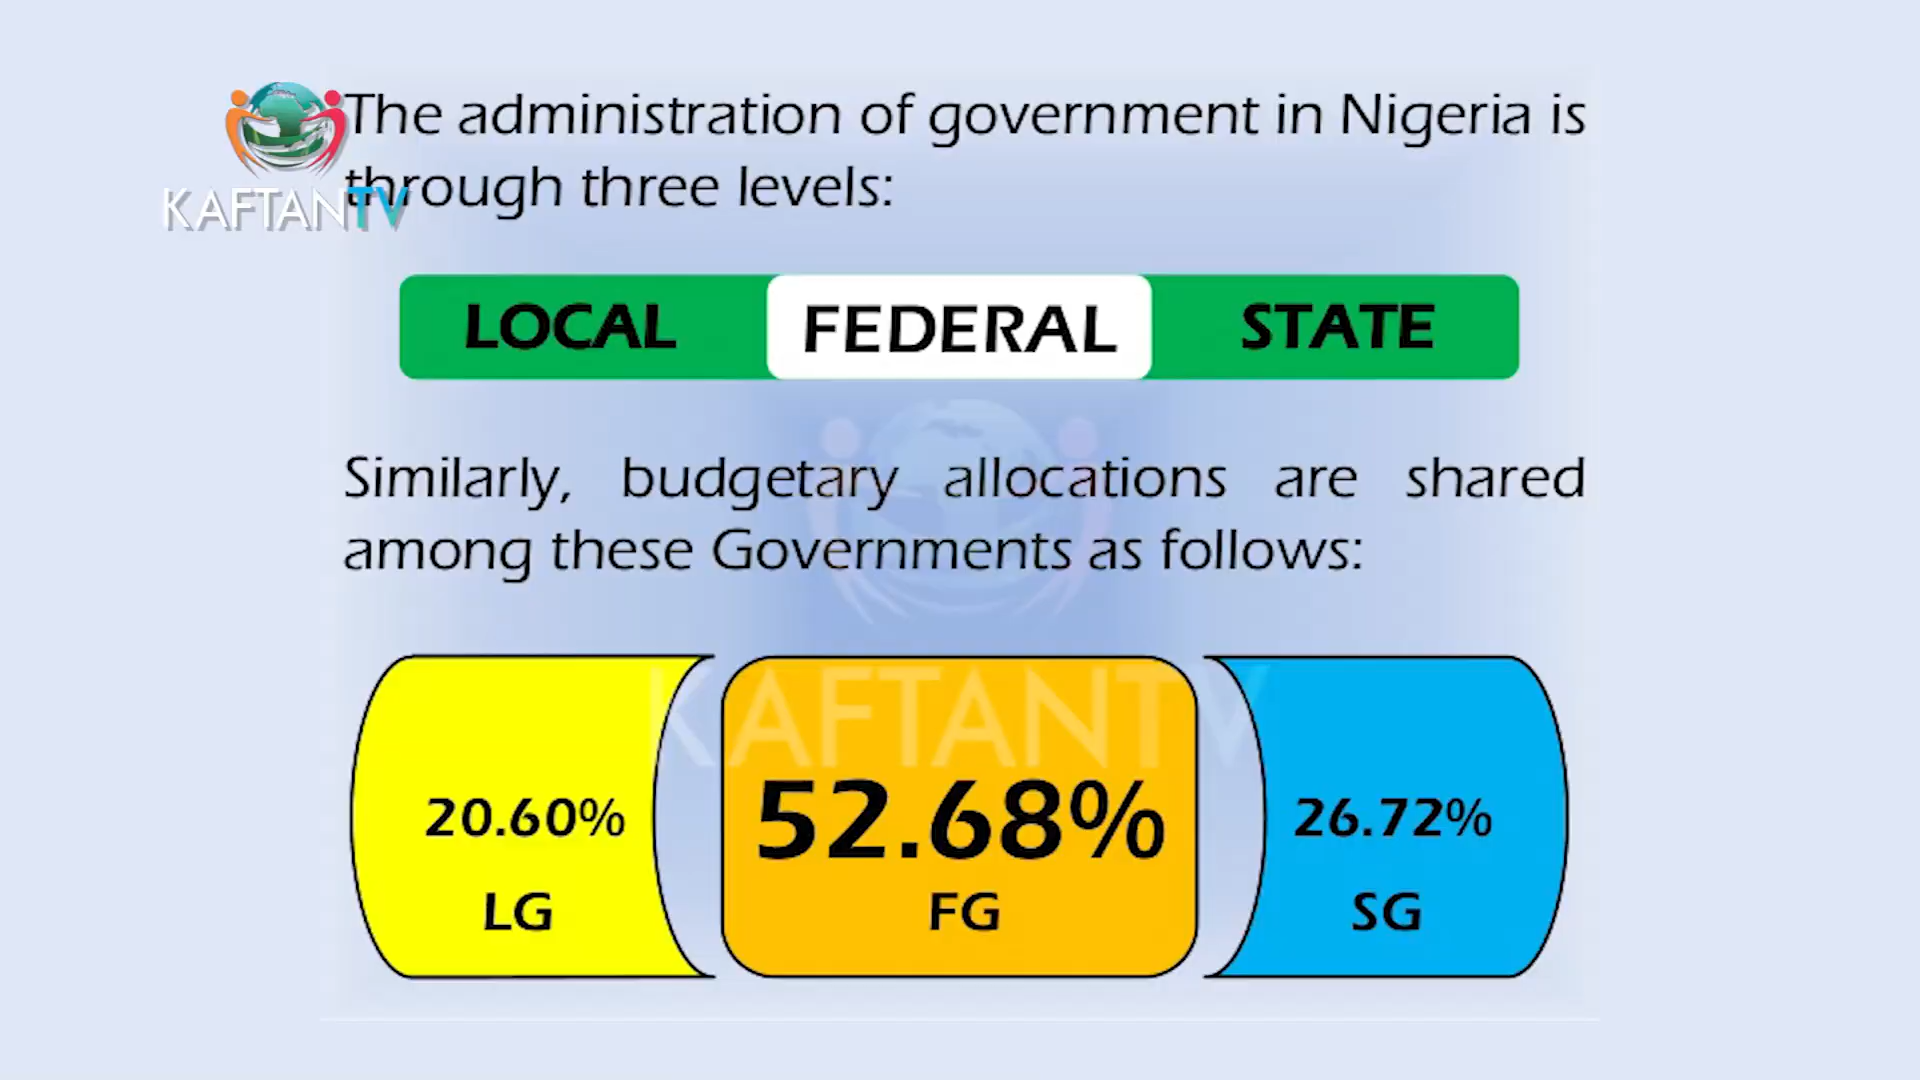 The administration of government in Nigeria is
through three levels:
KAFTANTV
LOCAL FEDERAL STATE
Similarly, budgetary allocations are shared
among these Governments as follows:
KAFTANTV
20.60% 52.68% 26.72%
LG FG SG